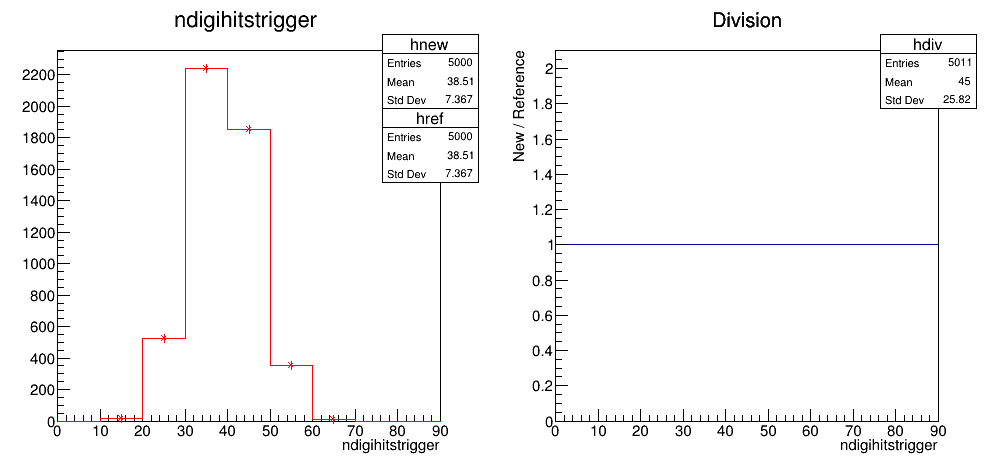 ndigihitstrigger
hnew
Entries 5000
Mean 38.51
Std Dev 7.367
href
Entries 5000
Mean 38.51
Std Dev 7.367
2200
2000
1800
1600
1400
1200
1000
800
600
400
200
0
0 10 20 30 40 50 60 70 80 90
ndigihitstrigger
Division
hdiv
Entries 5011
Mean 45
Std Dev 25.82
New / Reference
2
1.8
1.6
1.4
1.2
1
0.8
0.6
0.4
0.2
0
0 10 20 30 40 50 60 70 80 90
ndigihitstrigger